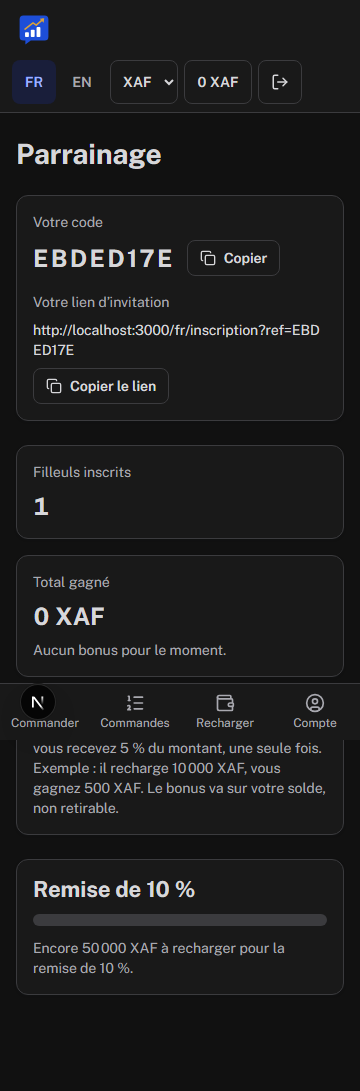 FR EN XAF 0 XAF
Parrainage
Votre code
EBDED17E Copier
Votre lien d'invitation
http://localhost:3000/fr/inscription?ref=EBD
ED17E
Copier le lien
Filleuls inscrits
1
Total gagné
0 XAF
Aucun bonus pour le moment.
N
Commander Commandes Recharger Compte
vous recevez 5 % du montant, une seule fois.
Exemple : il recharge 10 000 XAF, vous
gagnez 500 XAF. Le bonus va sur votre solde,
non retirable.
Remise de 10 %
Encore 50 000 XAF à recharger pour la
remise de 10 %.